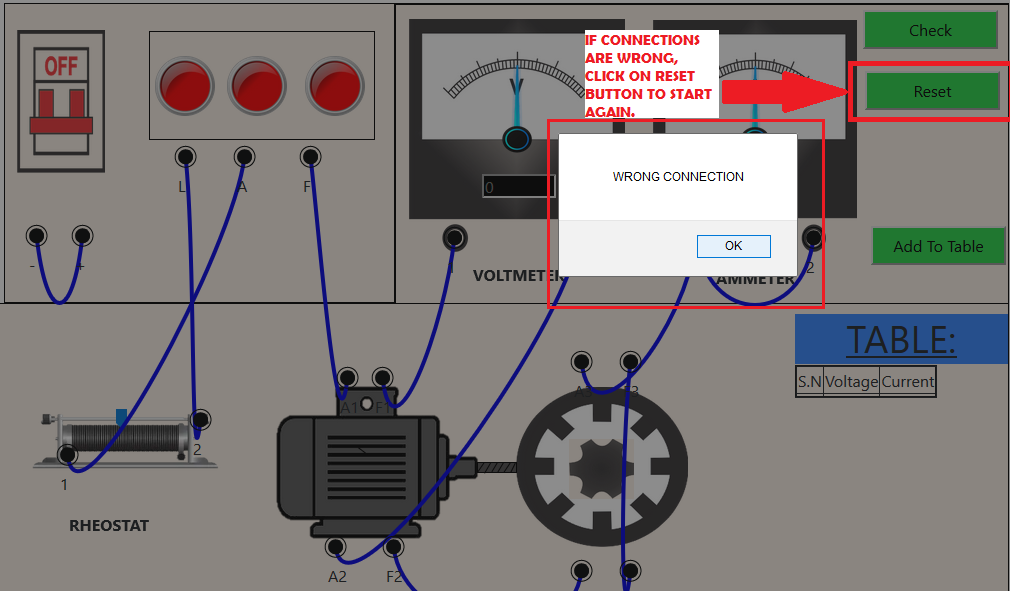 OFF
L
A
F
-
+
V
0
1
VOLTMETER
IF CONNECTIONS
ARE WRONG,
CLICK ON RESET
BUTTON TO START
AGAIN.
WRONG CONNECTION
OK
2
AMMETER
Check
Reset
Add To Table
TABLE:
S.N Voltage Current
A1 F1
2
1
RHEOSTAT
A2
F2